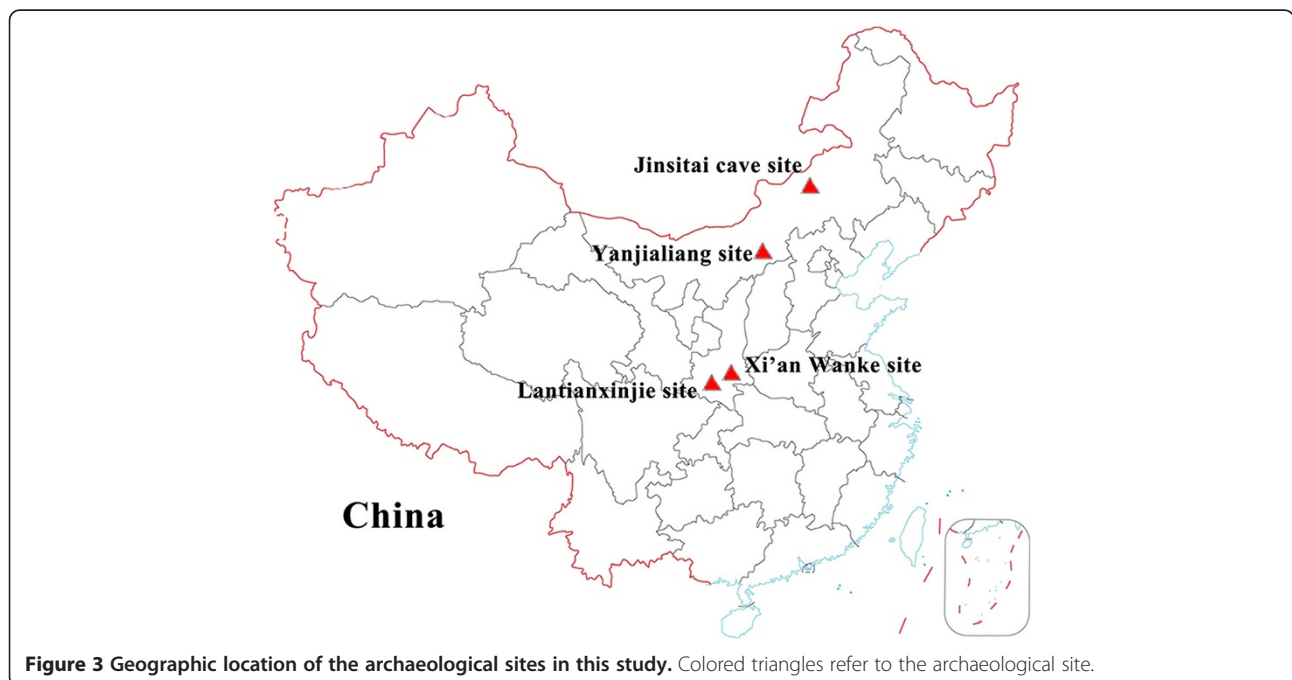 Jinsitai cave site
Yanjialiang site
Xi'an Wanke site
Lantianxinjie site
China
Figure 3 Geographic location of the archaeological sites in this study. Colored triangles refer to the archaeological site.